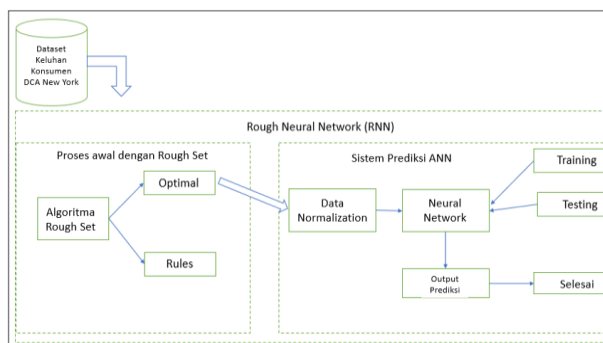 Dataset
Keluhan
Konsumen
DCA New York
Rough Neural Network (RNN)
Proses awal dengan Rough Set
Algoritma
Rough Set
Optimal
Rules
Sistem Prediksi ANN
Data
Normalization
Neural
Network
Training
Testing
Output
Prediksi
Selesai